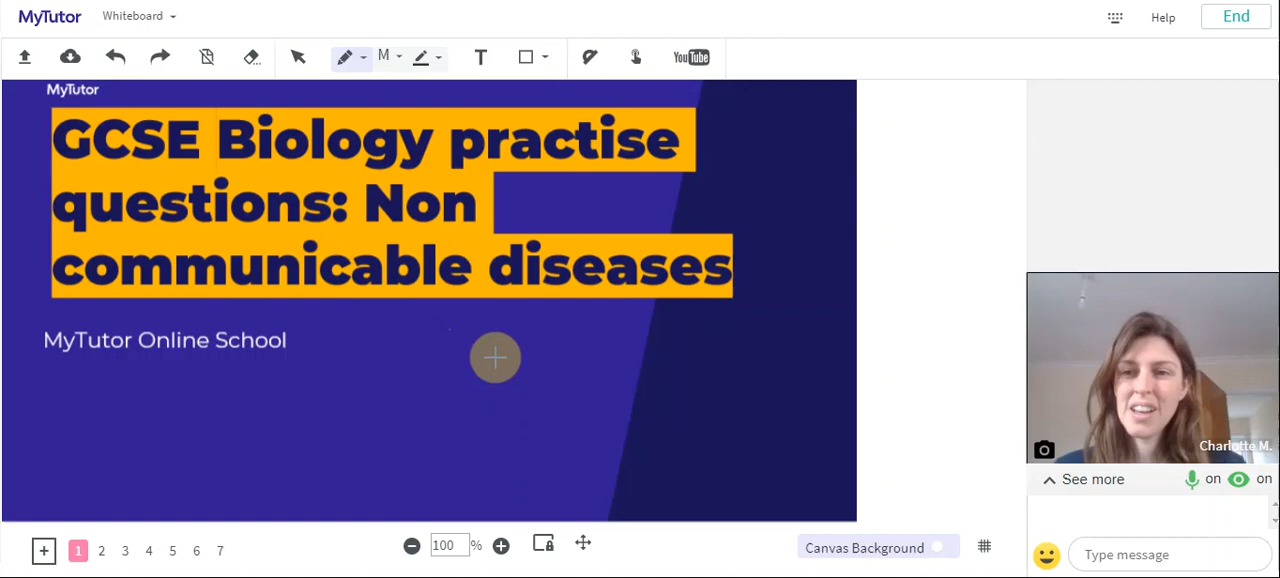 MyTutor
Whiteboard
Help
End
M
T
YouTube
MyTutor
GCSE Biology practise
questions: Non
communicable diseases
MyTutor Online School
Charlotte M.
See more
on
on
1 2 3 4 5 6 7
100 %
Canvas Background
Type message